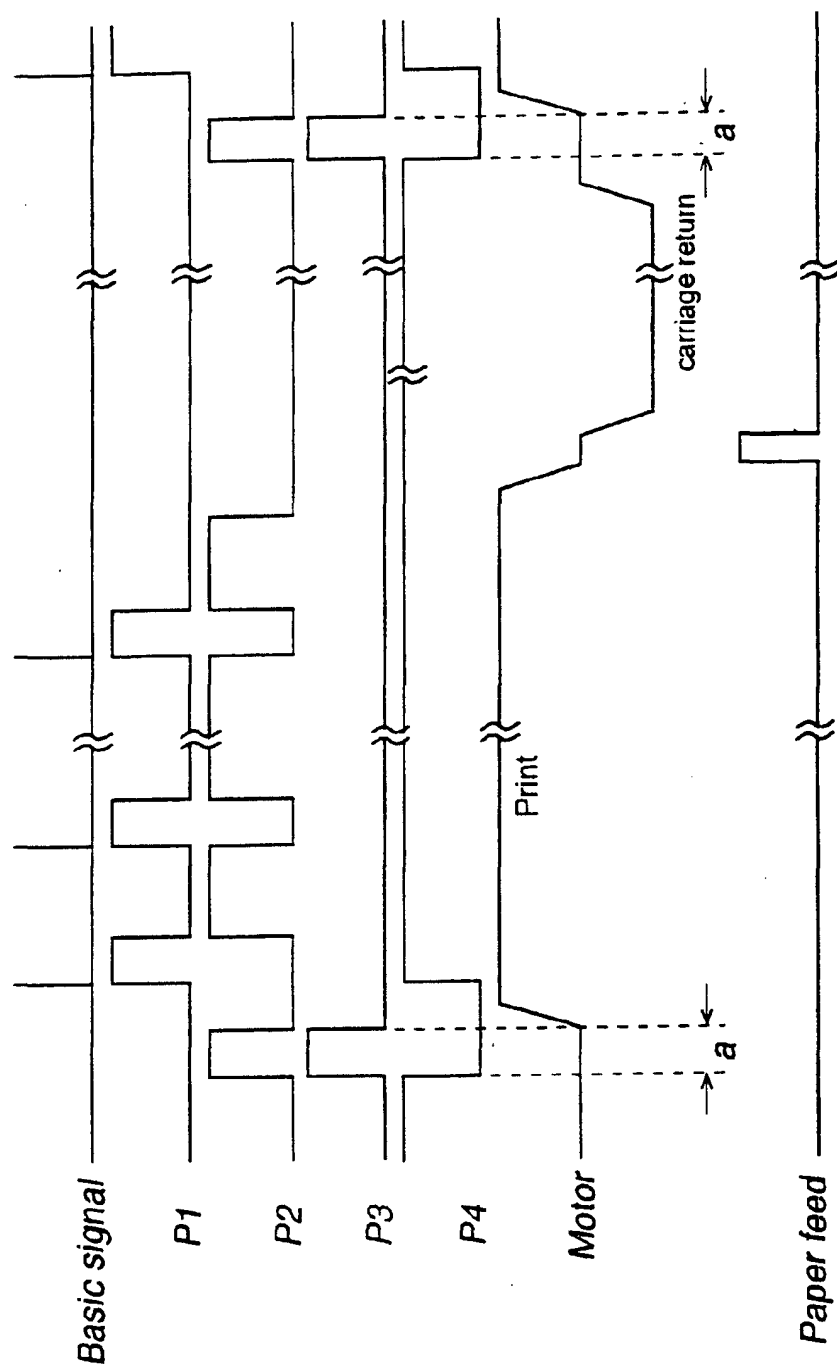 Basic signal
P1
P2
P3
P4
Motor
Print
carriage return
a
a
Paper feed